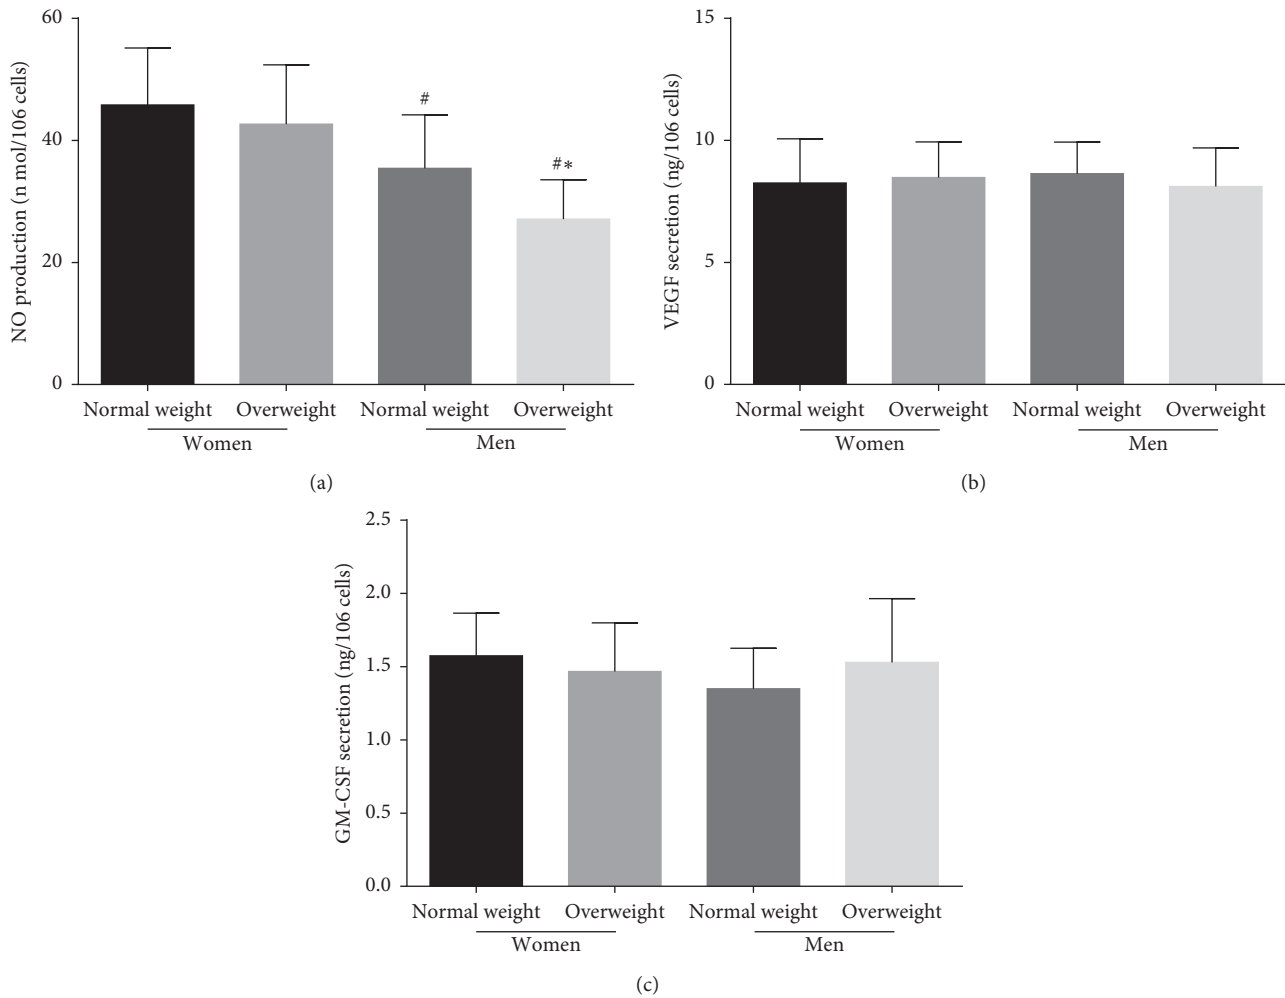 NO production (n mol/106 cells)
60
40
20
0
#
#*
Normal weight Overweight Normal weight Overweight
Women Men
(a)
VEGF secretion (ng/106 cells)
15
10
5
0
Normal weight Overweight Normal weight Overweight
Women Men
(b)
GM-CSF secretion (ng/106 cells)
2.5
2.0
1.5
1.0
0.5
0.0
Normal weight Overweight Normal weight Overweight
Women Men
(c)